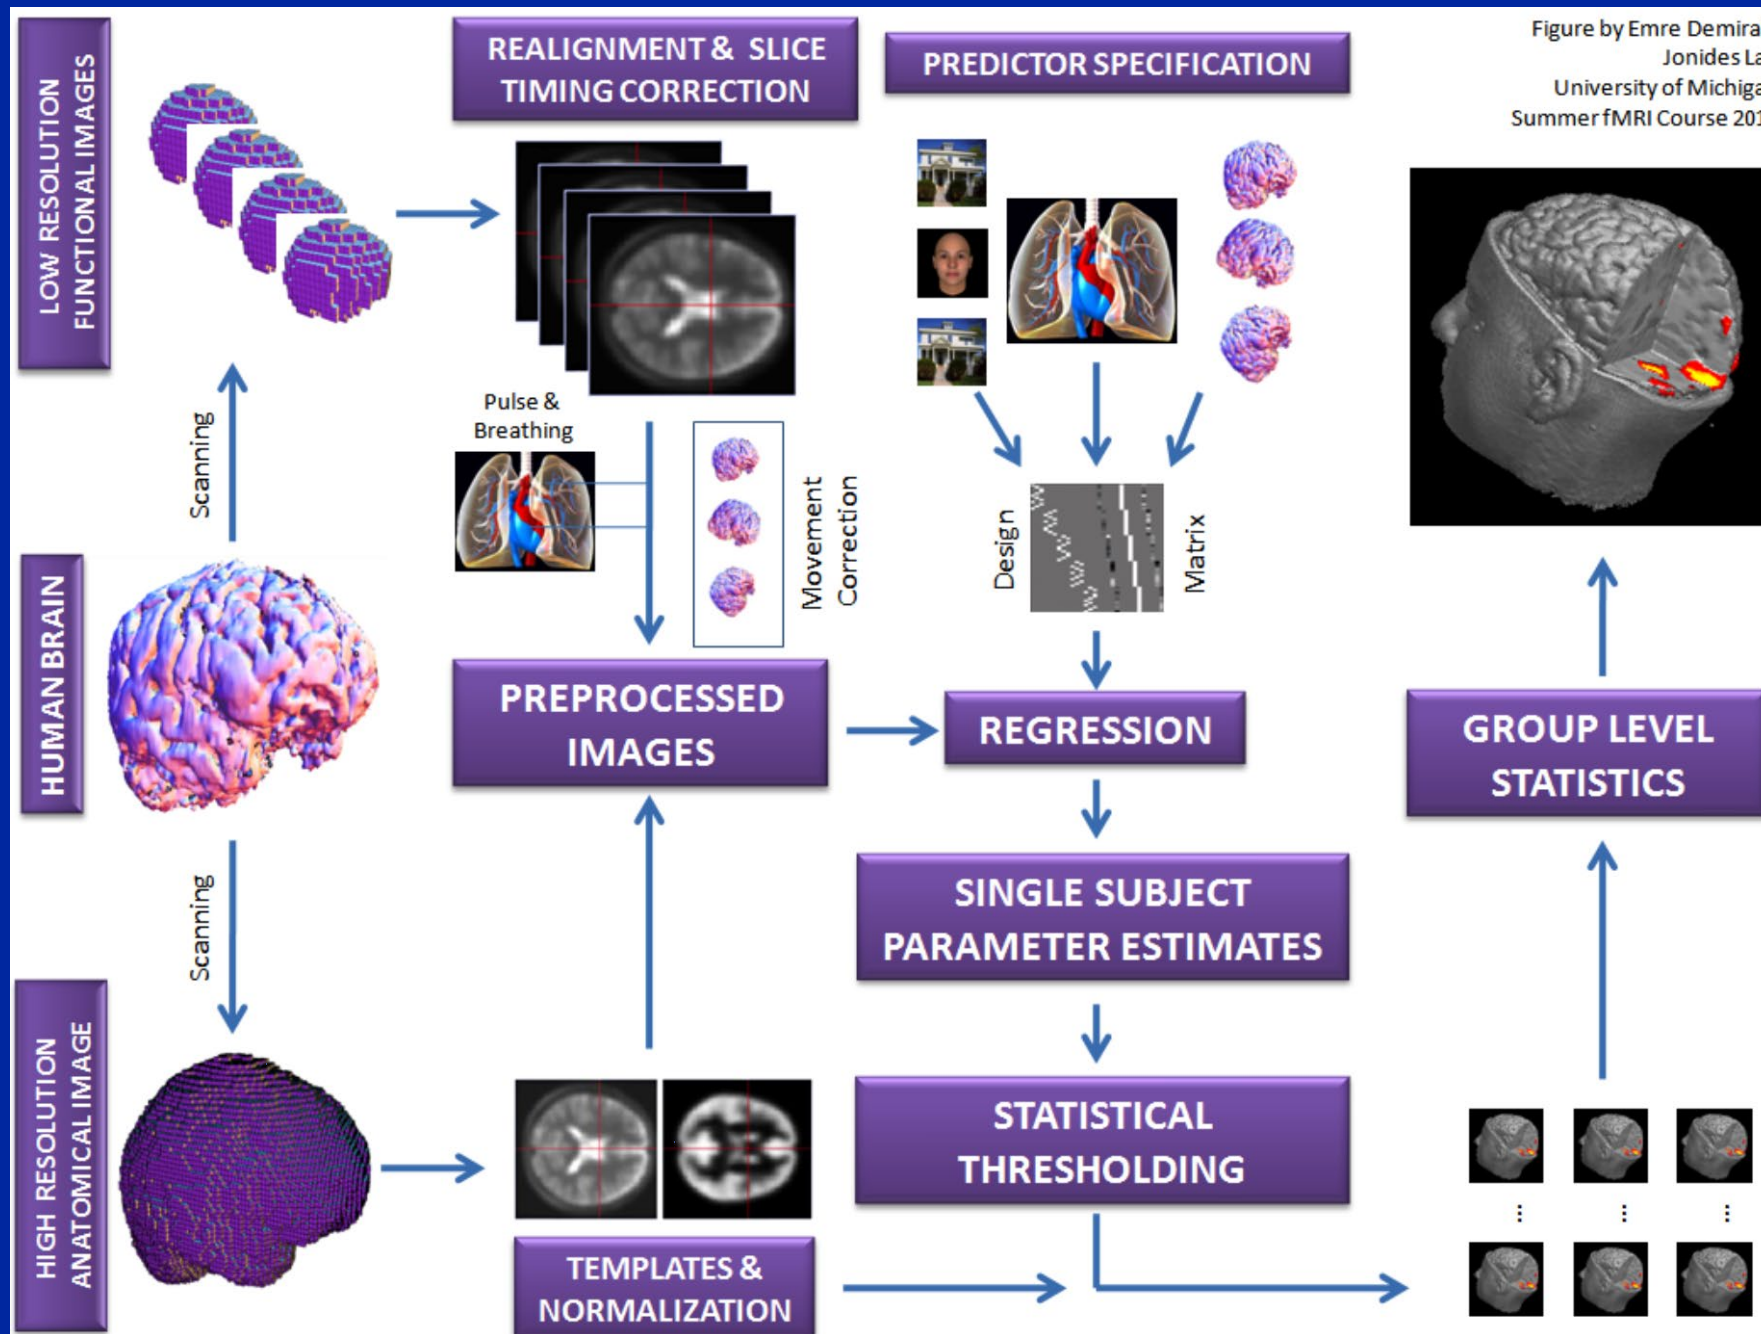 LOW RESOLUTION
FUNCTIONAL IMAGES
REALIGNMENT & SLICE
TIMING CORRECTION
PREDICTOR SPECIFICATION
Figure by Emre Demira
Jonides La
University of Michiga
Summer fMRI Course 201
Scanning
Pulse &
Breathing
Movement
Correction
Design
Matrix
HUMAN BRAIN
PREPROCESSED
IMAGES
REGRESSION
GROUP LEVEL
STATISTICS
Scanning
SINGLE SUBJECT
PARAMETER ESTIMATES
HIGH RESOLUTION
ANATOMICAL IMAGE
STATISTICAL
THRESHOLDING
TEMPLATES &
NORMALIZATION
... ... ...